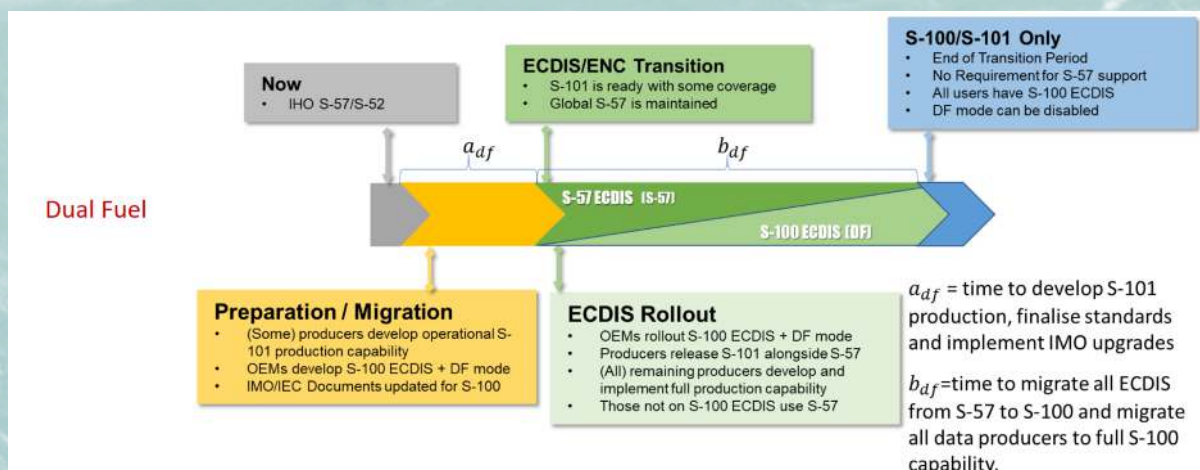 Now
• IHO S-57/S-52
ECDIS/ENC Transition
• S-101 is ready with some coverage
• Global S-57 is maintained
S-100/S-101 Only
• End of Transition Period
• No Requirement for S-57 support
• All users have S-100 ECDIS
• DF mode can be disabled
a_df
b_df
Dual Fuel
S-57 ECDIS (S-57)
S-100 ECDIS (DF)
Preparation / Migration
• (Some) producers develop operational S-
101 production capability
• OEMs develop S-100 ECDIS + DF mode
• IMO/IEC Documents updated for S-100
ECDIS Rollout
• OEMs rollout S-100 ECDIS + DF mode
• Producers release S-101 alongside S-57
• (All) remaining producers develop and
implement full production capability
• Those not on S-100 ECDIS use S-57
a_df = time to develop S-101
production, finalise standards
and implement IMO upgrades
b_df=time to migrate all ECDIS
from S-57 to S-100 and migrate
all data producers to full S-100
capability.